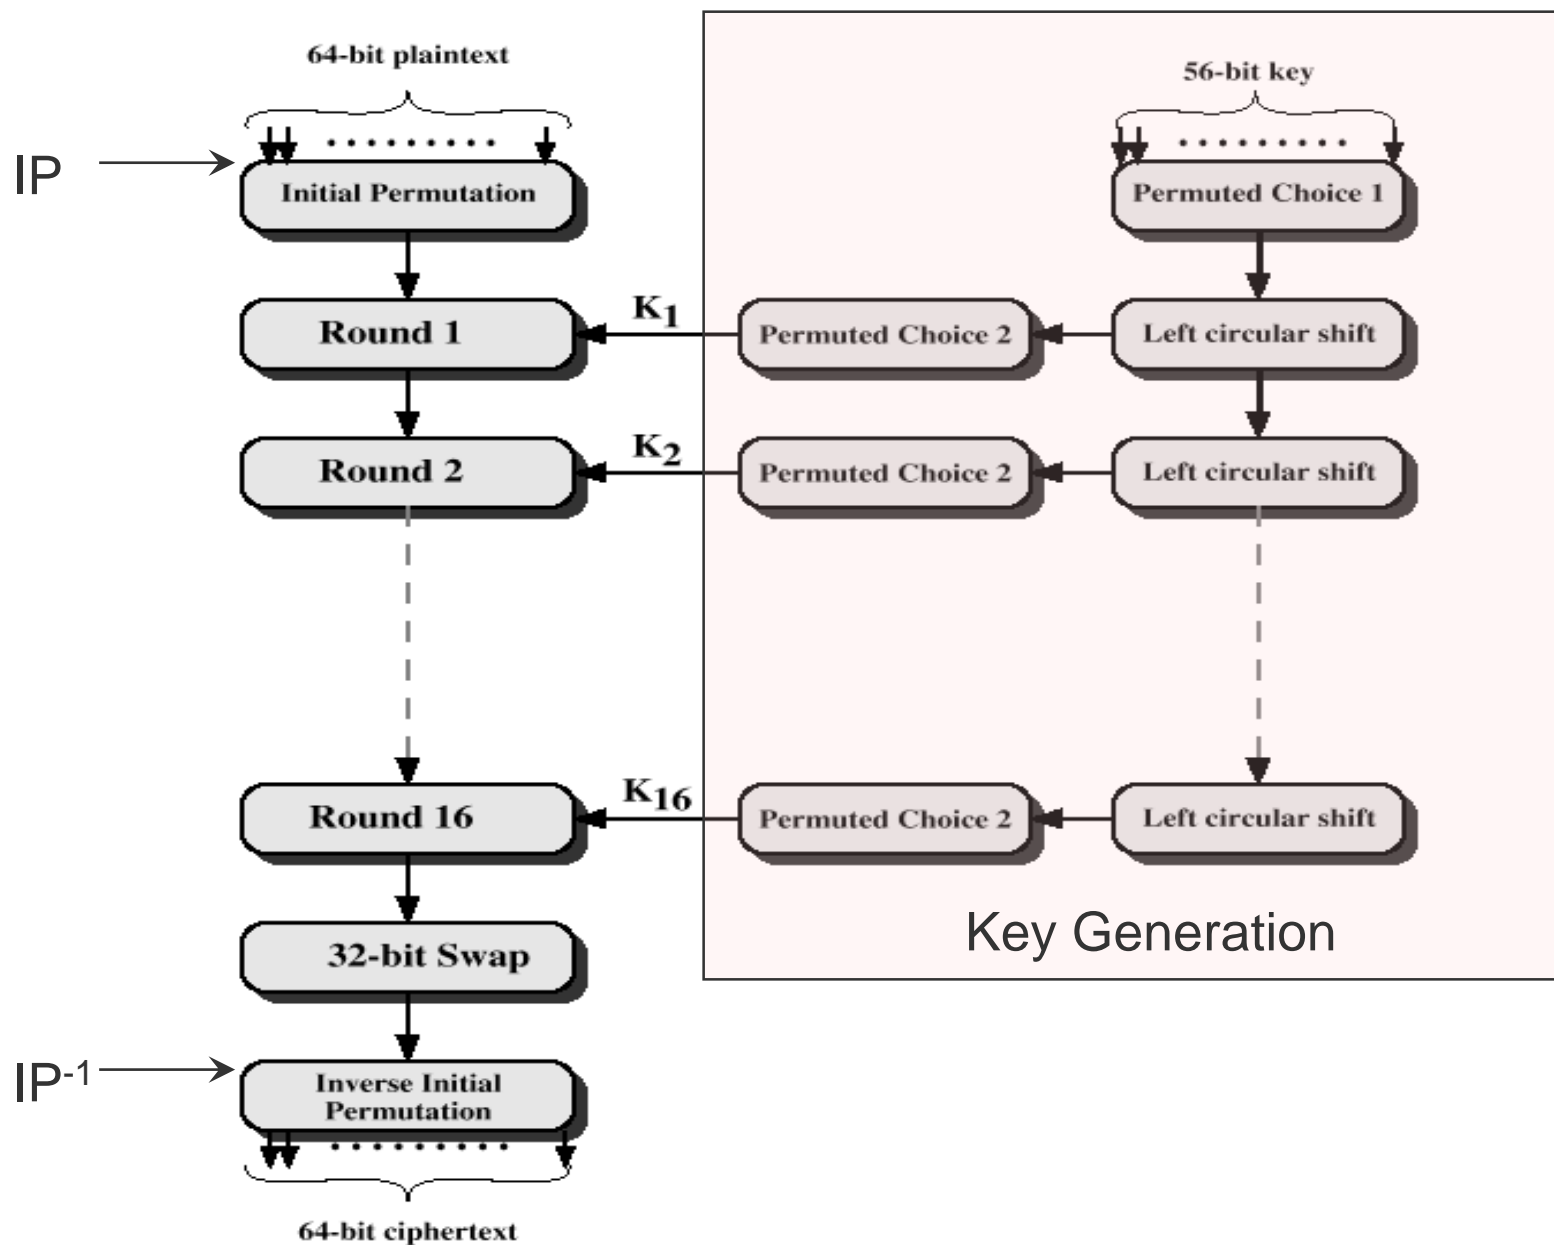 64-bit plaintext
IP
Initial Permutation
Round 1
Round 2
Round 16
32-bit Swap
IP-1
Inverse Initial
Permutation
64-bit ciphertext
K1
K2
K16
56-bit key
Permuted Choice 1
Permuted Choice 2
Left circular shift
Permuted Choice 2
Left circular shift
Permuted Choice 2
Left circular shift
Key Generation